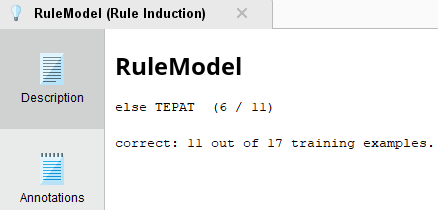 RuleModel (Rule Induction)
RuleModel
Description
else TEPAT (6 / 11)
correct: 11 out of 17 training examples.
Annotations